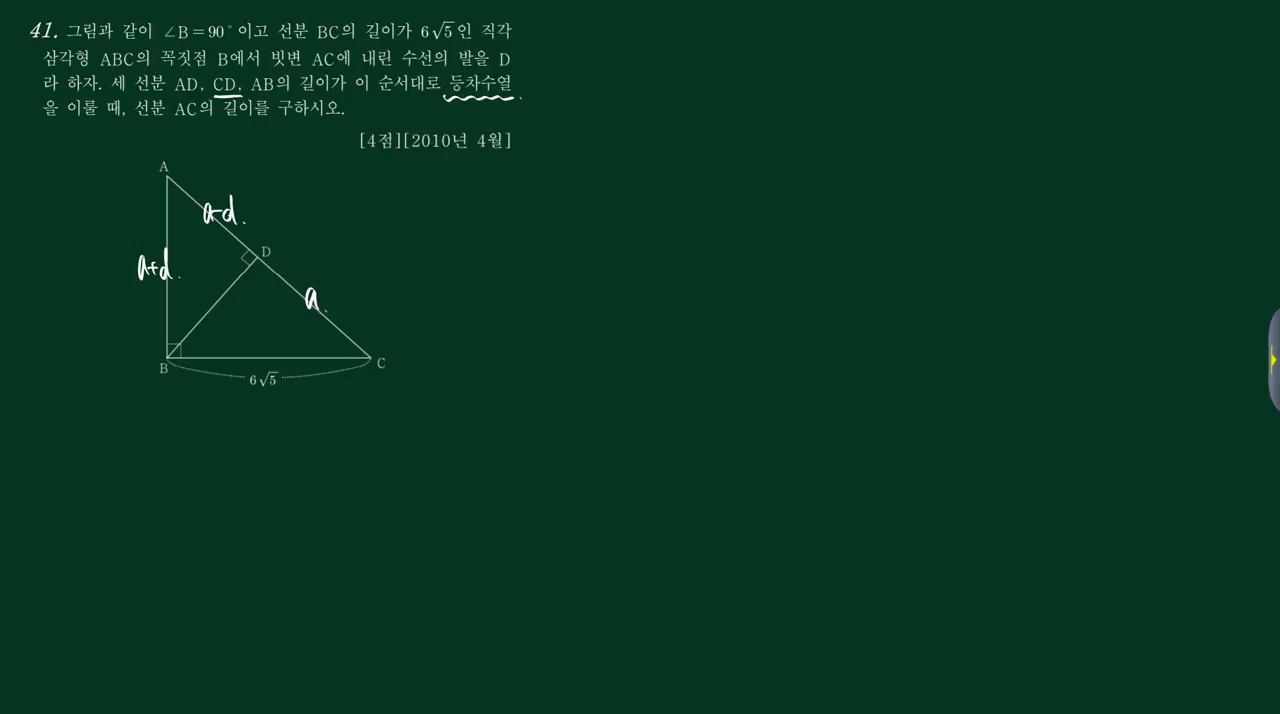 41. 그림과 같이 ∠B=90°이고 선분 BC의 길이가 6√5인 직각
삼각형 ABC의 꼭짓점 B에서 빗변 AC에 내린 수선의 발을 D
라 하자. 세 선분 AD, CD, AB의 길이가 이 순서대로 등차수열
을 이룰 때, 선분 AC의 길이를 구하시오.
[4점][2010년 4월]
A
a-d.
D
a+d.
a.
B
C
6√5